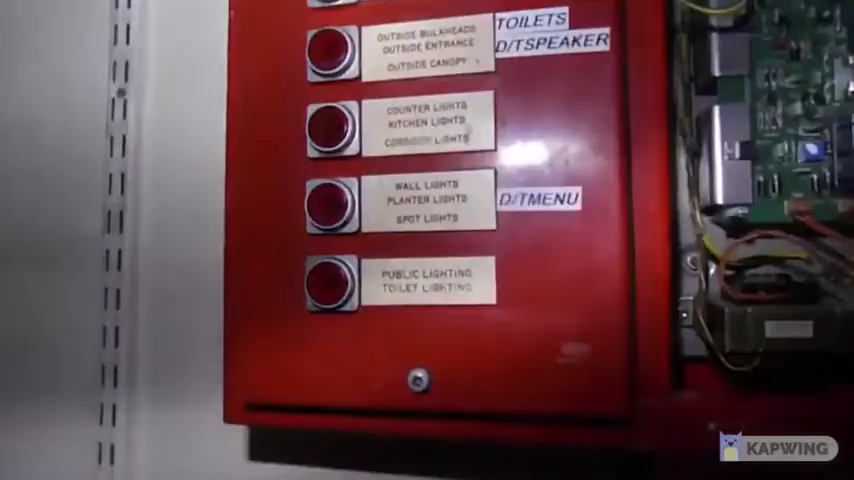 OUTSIDE BULKHEADS
OUTSIDE ENTRANCE
OUTSIDE CANOPY
TOILETS
D/TSPEAKER
COUNTER LIGHTS
KITCHEN LIGHTS
CORRIDOR LIGHTS
WALL LIGHTS
PLANTER LIGHTS
SPOT LIGHTS
D/TMENU
PUBLIC LIGHTING
TOILET LIGHTING
KAPWING